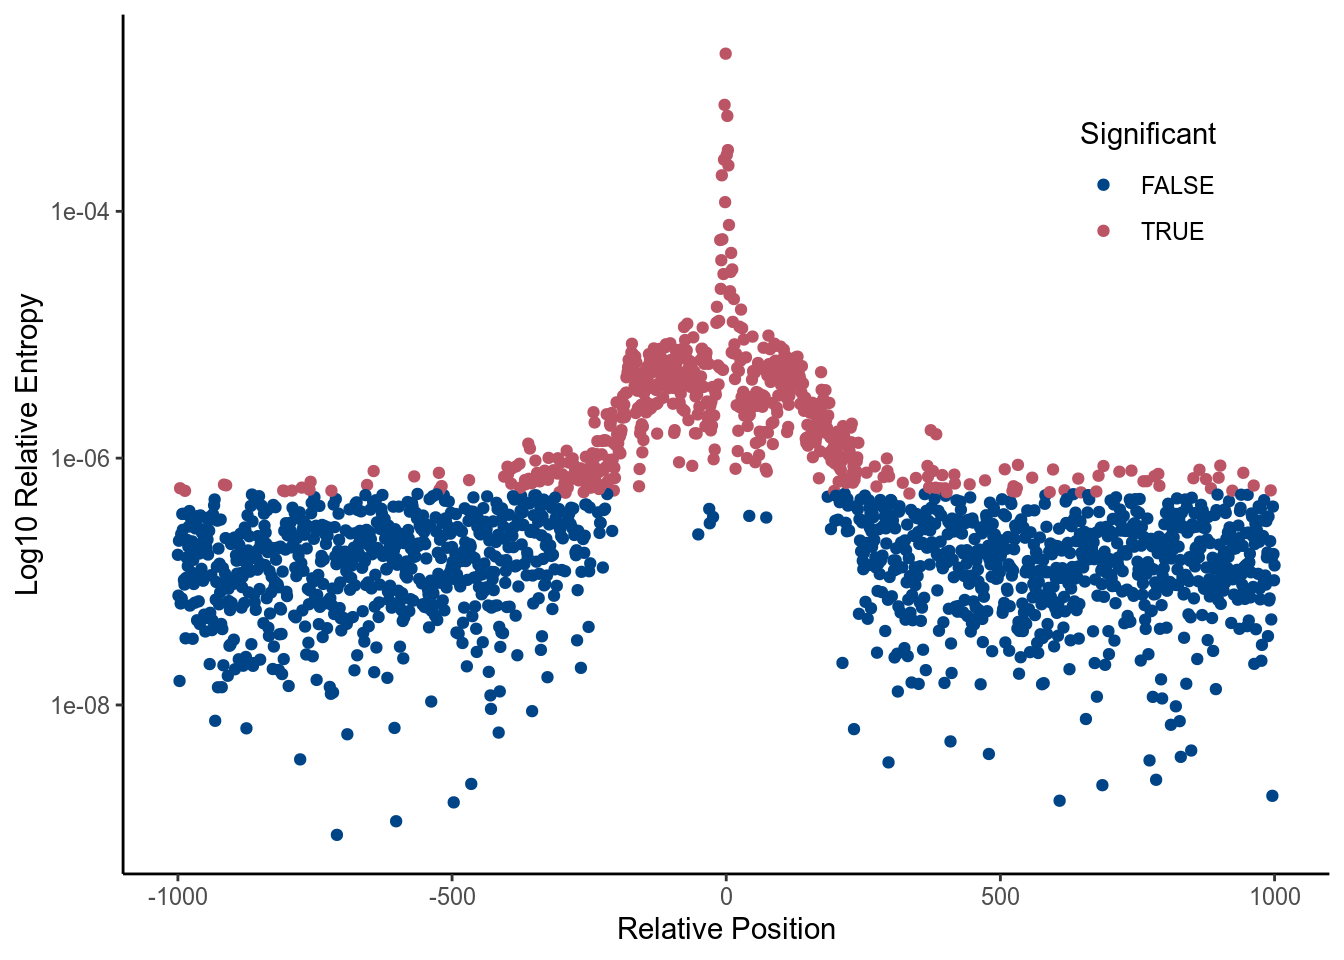 Significant
FALSE
TRUE
Log10 Relative Entropy
1e-04
1e-06
1e-08
-1000
-500
0
500
1000
Relative Position